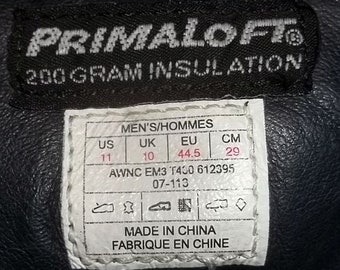 PRIMALOFT®
200 GRAM INSULATION
MEN'S/HOMMES
US UK EU CM
11 10 44.5 29
AWNC EM3 T400 612395
07-113
MADE IN CHINA
FABRIQUE EN CHINE